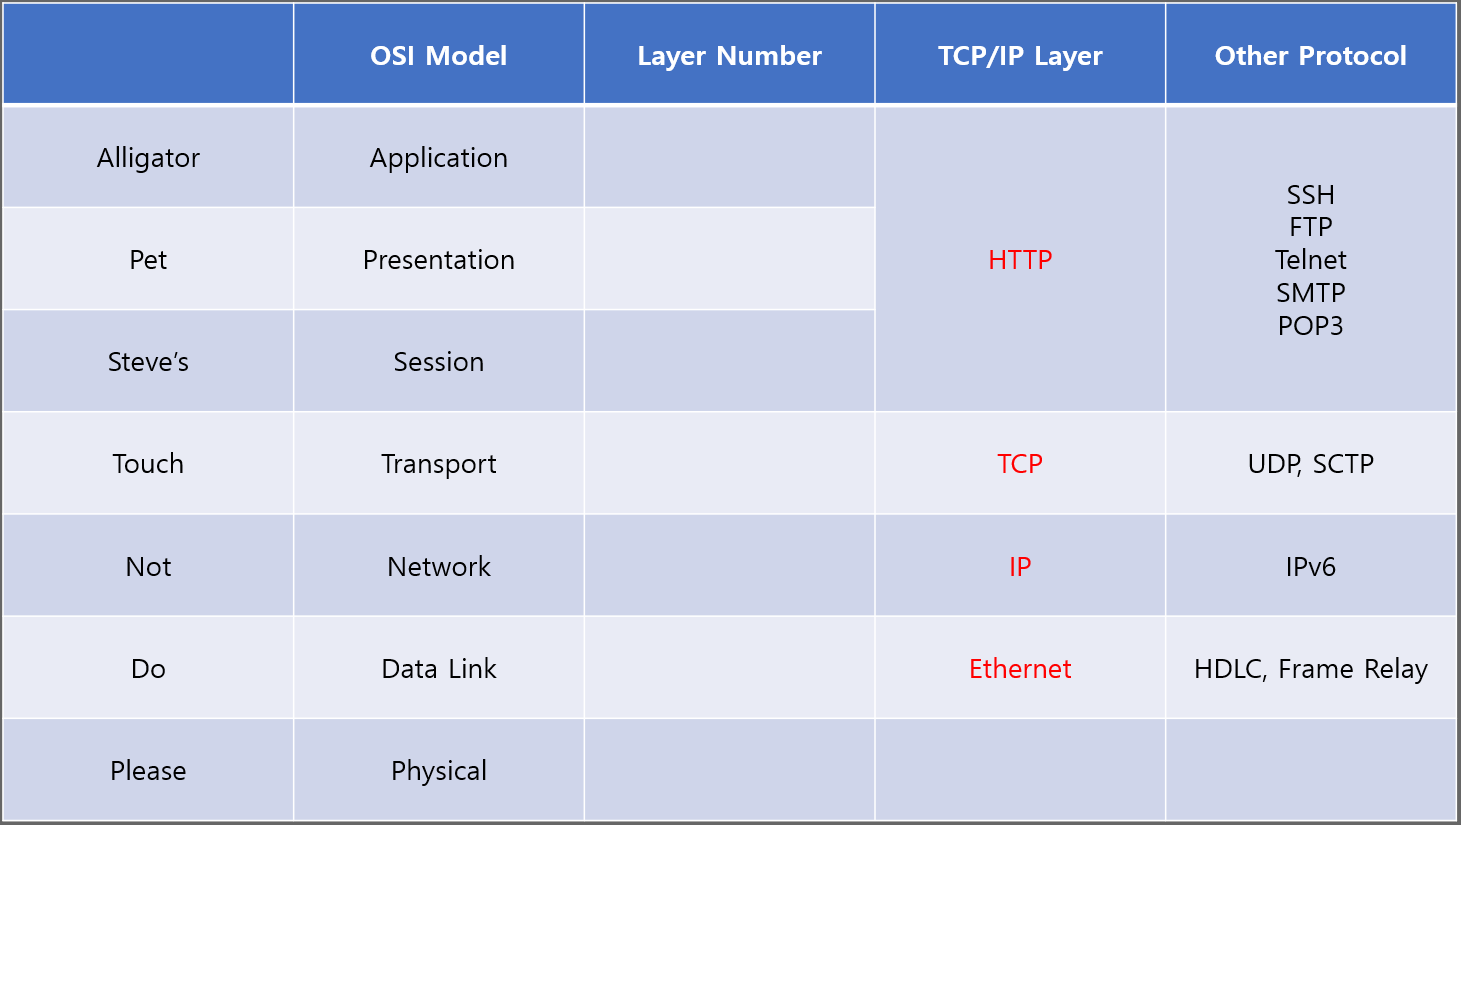 OSI Model Layer Number TCP/IP Layer Other Protocol
Alligator Application
Pet Presentation
Steve’s Session
HTTP
SSH
FTP
Telnet
SMTP
POP3
Touch Transport TCP UDP, SCTP
Not Network IP IPv6
Do Data Link Ethernet HDLC, Frame Relay
Please Physical